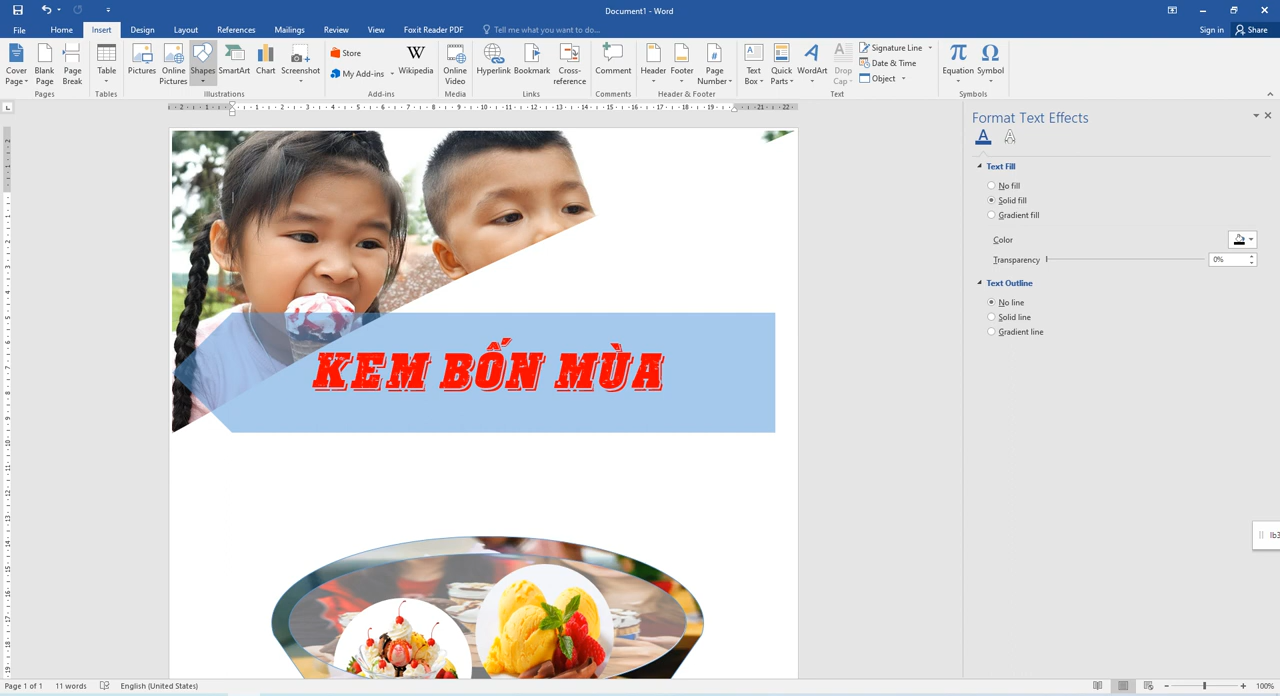 Document1 - Word
File Home Insert Design Layout References Mailings Review View Foxit Reader PDF Tell me what you want to do... Sign in Share
Cover Page Blank Page Page Break Table Pictures Online Pictures Shapes SmartArt Chart Screenshot Store My Add-ins Wikipedia Online Video Hyperlink Bookmark Cross-reference Comment Header Footer Page Number Text Box Quick Parts WordArt Drop Cap Signature Line Date & Time Object Equation Symbol
Pages Tables Illustrations Add-ins Media Links Comments Header & Footer Text Symbols
Format Text Effects
Text Fill
No fill
Solid fill
Gradient fill
Color
Transparency 0%
Text Outline
No line
Solid line
Gradient line
KEM BỐN MÙA
Page 1 of 1 11 words English (United States) 100%